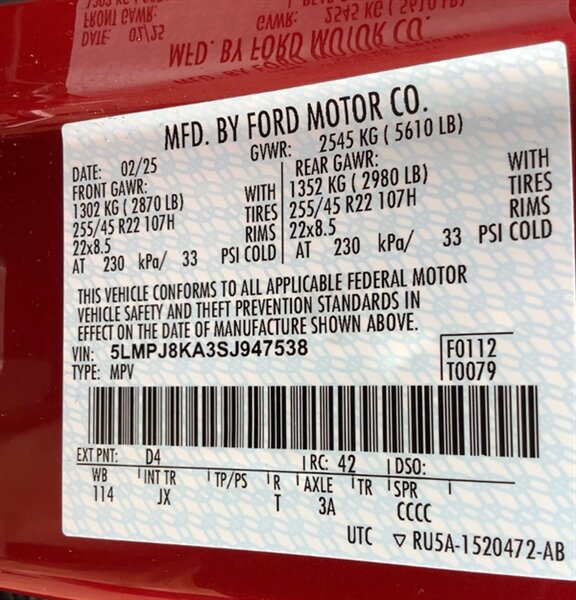 MFD. BY FORD MOTOR CO.
DATE: 02/25 GVWR: 2545 KG ( 5610 LB)
FRONT GAWR: REAR GAWR:
1302 KG ( 2870 LB) WITH 1352 KG ( 2980 LB) WITH
255/45 R22 107H TIRES 255/45 R22 107H TIRES
22x8.5 RIMS 22x8.5 RIMS
AT 230 kPa/ 33 PSI COLD AT 230 kPa/ 33 PSI COLD
THIS VEHICLE CONFORMS TO ALL APPLICABLE FEDERAL MOTOR
VEHICLE SAFETY AND THEFT PREVENTION STANDARDS IN
EFFECT ON THE DATE OF MANUFACTURE SHOWN ABOVE.
VIN: 5LMPJ8KA3SJ947538 F0112
TYPE: MPV T0079
EXT PNT: D4 RC: 42 DSO:
WB INT TR TP/PS R AXLE TR SPR
114 JX T 3A CCCC
UTC ▽ RU5A-1520472-AB